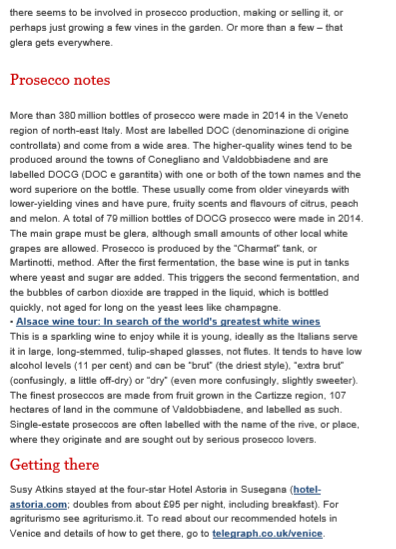 there seems to be involved in prosecco production, making or selling it, or
perhaps just growing a few vines in the garden. Or more than a few – that
glera gets everywhere.
Prosecco notes
More than 380 million bottles of prosecco were made in 2014 in the Veneto
region of north-east Italy. Most are labelled DOC (denominazione di origine
controllata) and come from a wide area. The higher-quality wines tend to be
produced around the towns of Conegliano and Valdobbiadene and are
labelled DOCG (DOC e garantita) with one or both of the town names and the
word superiore on the bottle. These usually come from older vineyards with
lower-yielding vines and have pure, fruity scents and flavours of citrus, peach
and melon. A total of 79 million bottles of DOCG prosecco were made in 2014.
The main grape must be glera, although small amounts of other local white
grapes are allowed. Prosecco is produced by the “Charmat” tank, or
Martinotti, method. After the first fermentation, the base wine is put in tanks
where yeast and sugar are added. This triggers the second fermentation, and
the bubbles of carbon dioxide are trapped in the liquid, which is bottled
quickly, not aged for long on the yeast lees like champagne.
• Alsace wine tour: In search of the world's greatest white wines
This is a sparkling wine to enjoy while it is young, ideally as the Italians serve
it in large, long-stemmed, tulip-shaped glasses, not flutes. It tends to have low
alcohol levels (11 per cent) and can be “brut” (the driest style), “extra brut”
(confusingly, a little off-dry) or “dry” (even more confusingly, slightly sweeter).
The finest proseccos are made from fruit grown in the Cartizze region, 107
hectares of land in the commune of Valdobbiadene, and labelled as such.
Single-estate proseccos are often labelled with the name of the rive, or place,
where they originate and are sought out by serious prosecco lovers.
Getting there
Susy Atkins stayed at the four-star Hotel Astoria in Susegana (hotel-
astoria.com; doubles from about £95 per night, including breakfast). For
agriturismo see agriturismo.it. To read about our recommended hotels in
Venice and details of how to get there, go to telegraph.co.uk/venice.